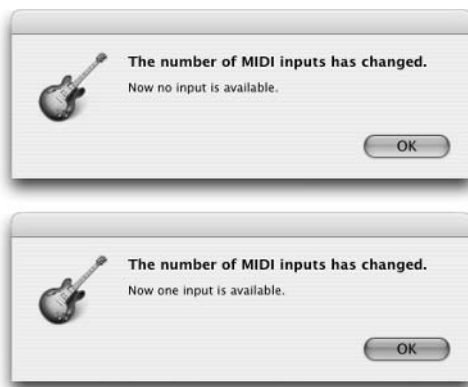 The number of MIDI inputs has changed.
Now no input is available.
OK
The number of MIDI inputs has changed.
Now one input is available.
OK